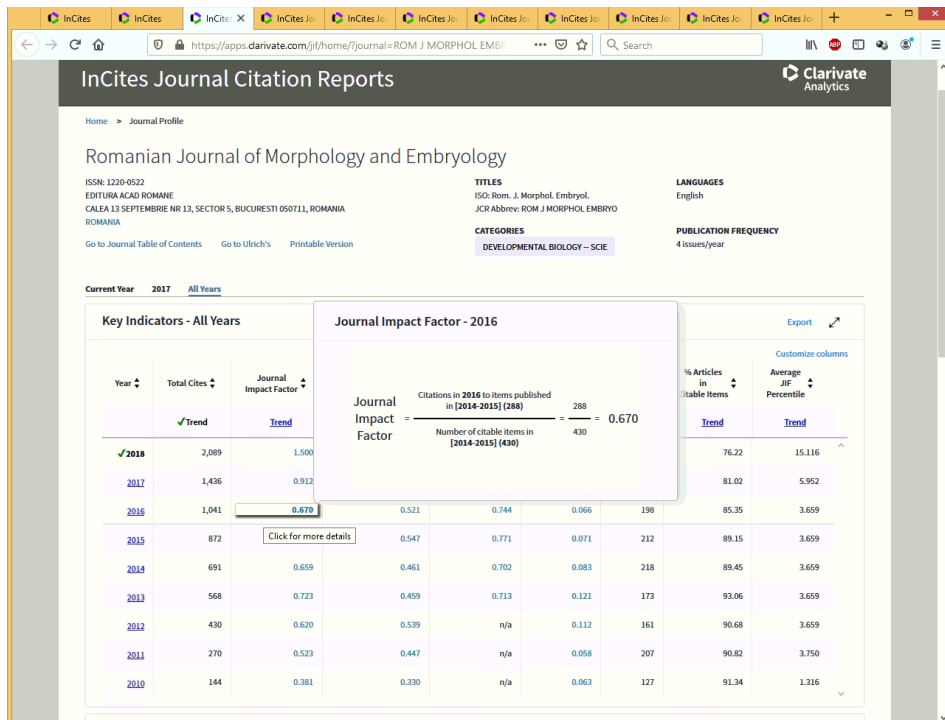 InCites InCites InCites InCites Jo InCites Jo InCites Jo InCites Jo InCites Jo InCites Jo InCites Jo InCites Jo
https://apps.clarivate.com/jif/home/?journal=ROM J MORPHOL EMBR Search
InCites Journal Citation Reports
Clarivate
Analytics
Home > Journal Profile
Romanian Journal of Morphology and Embryology
ISSN: 1220-0522
EDITURA ACAD ROMANE
CALEA 13 SEPTEMBRIE NR 13, SECTOR 5, BUCURESTI 050711, ROMANIA
ROMANIA
Go to Journal Table of Contents Go to Ulrich's Printable Version
TITLES
ISO: Rom. J. Morphol. Embryol.
JCR Abbrev: ROM J MORPHOL EMBRYO
CATEGORIES
DEVELOPMENTAL BIOLOGY -- SCIE
LANGUAGES
English
PUBLICATION FREQUENCY
4 issues/year
Current Year 2017 All Years
Key Indicators - All Years
Export
Customize columns
Journal Impact Factor - 2016
Journal
Impact
Factor
=
Citations in 2016 to items published
in [2014-2015] (288)
Number of citable items in
[2014-2015] (430)
=
288
430
= 0.670
Year Total Cites Journal Impact Factor % Articles in Citable Items Average JIF Percentile
Trend Trend Trend Trend
2018 2,089 1.500 76.22 15.116
2017 1,436 0.912 81.02 5.952
2016 1,041 0.670 0.521 0.744 0.066 198 85.35 3.659
Click for more details
2015 872 0.547 0.771 0.071 212 89.15 3.659
2014 691 0.659 0.461 0.702 0.083 218 89.45 3.659
2013 568 0.723 0.459 0.713 0.121 173 93.06 3.659
2012 430 0.620 0.539 n/a 0.112 161 90.68 3.659
2011 270 0.523 0.447 n/a 0.058 207 90.82 3.750
2010 144 0.381 0.330 n/a 0.063 127 91.34 1.316